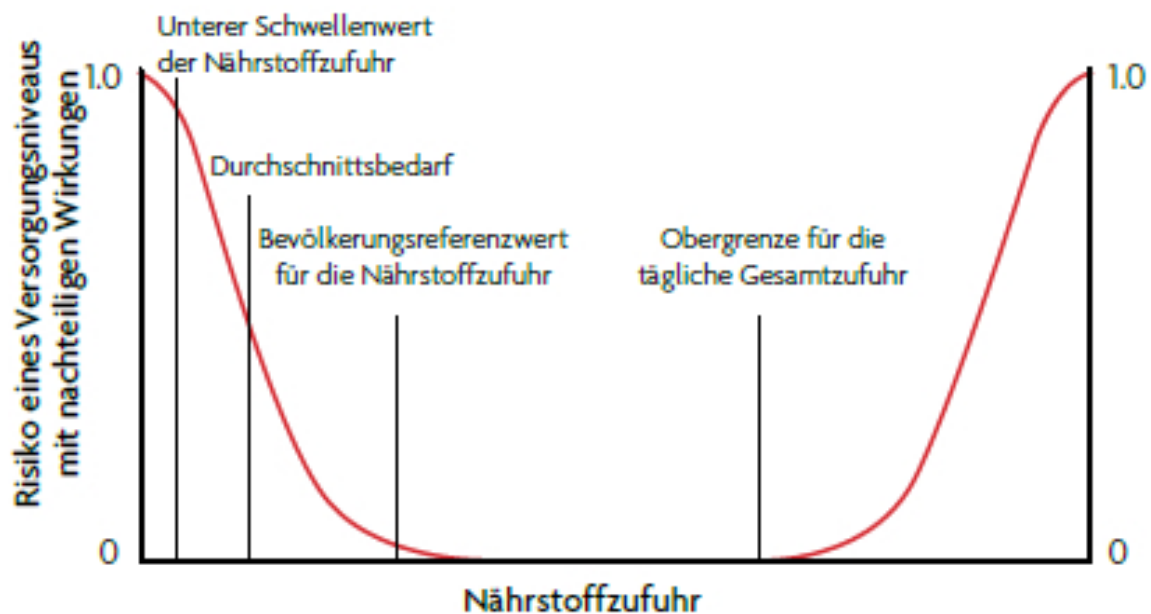 Unterer Schwellenwert
der Nährstoffzufuhr
Risiko eines Versorgungsniveaus
mit nachteiligen Wirkungen
1.0
1.0
Durchschnittsbedarf
Bevölkerungsreferenzwert
für die Nährstoffzufuhr
Obergrenze für die
tägliche Gesamtzufuhr
0
0
Nährstoffzufuhr